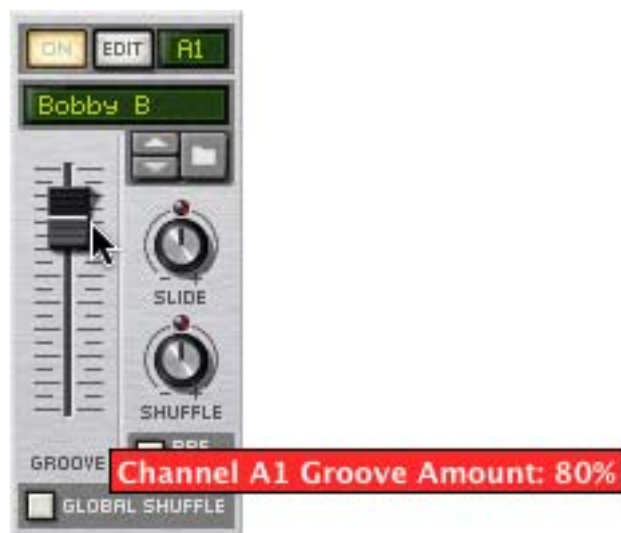 ON EDIT A1
Bobby B
- +
SLIDE
- +
SHUFFLE
GROOVE
Channel A1 Groove Amount: 80%
GLOBAL SHUFFLE